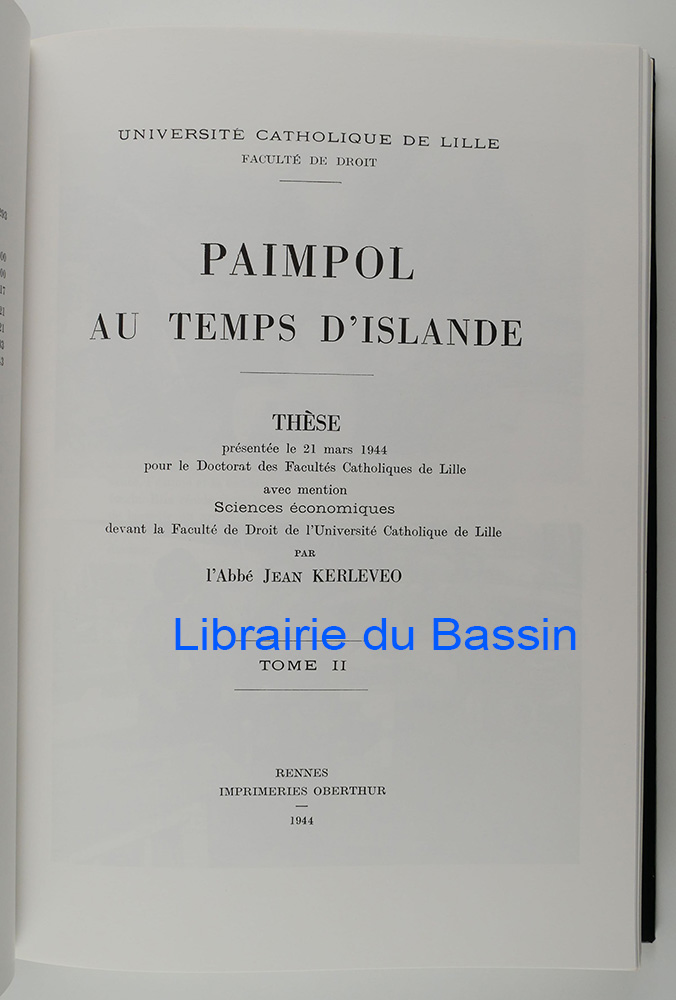 UNIVERSITÉ CATHOLIQUE DE LILLE
FACULTÉ DE DROIT
PAIMPOL
AU TEMPS D'ISLANDE
THÈSE
présentée le 21 mars 1944
pour le Doctorat des Facultés Catholiques de Lille
avec mention
Sciences économiques
devant la Faculté de Droit de l'Université Catholique de Lille
PAR
l'Abbé JEAN KERLEVEO
Librairie du Bassin
TOME II
RENNES
IMPRIMERIES OBERTHUR
1944